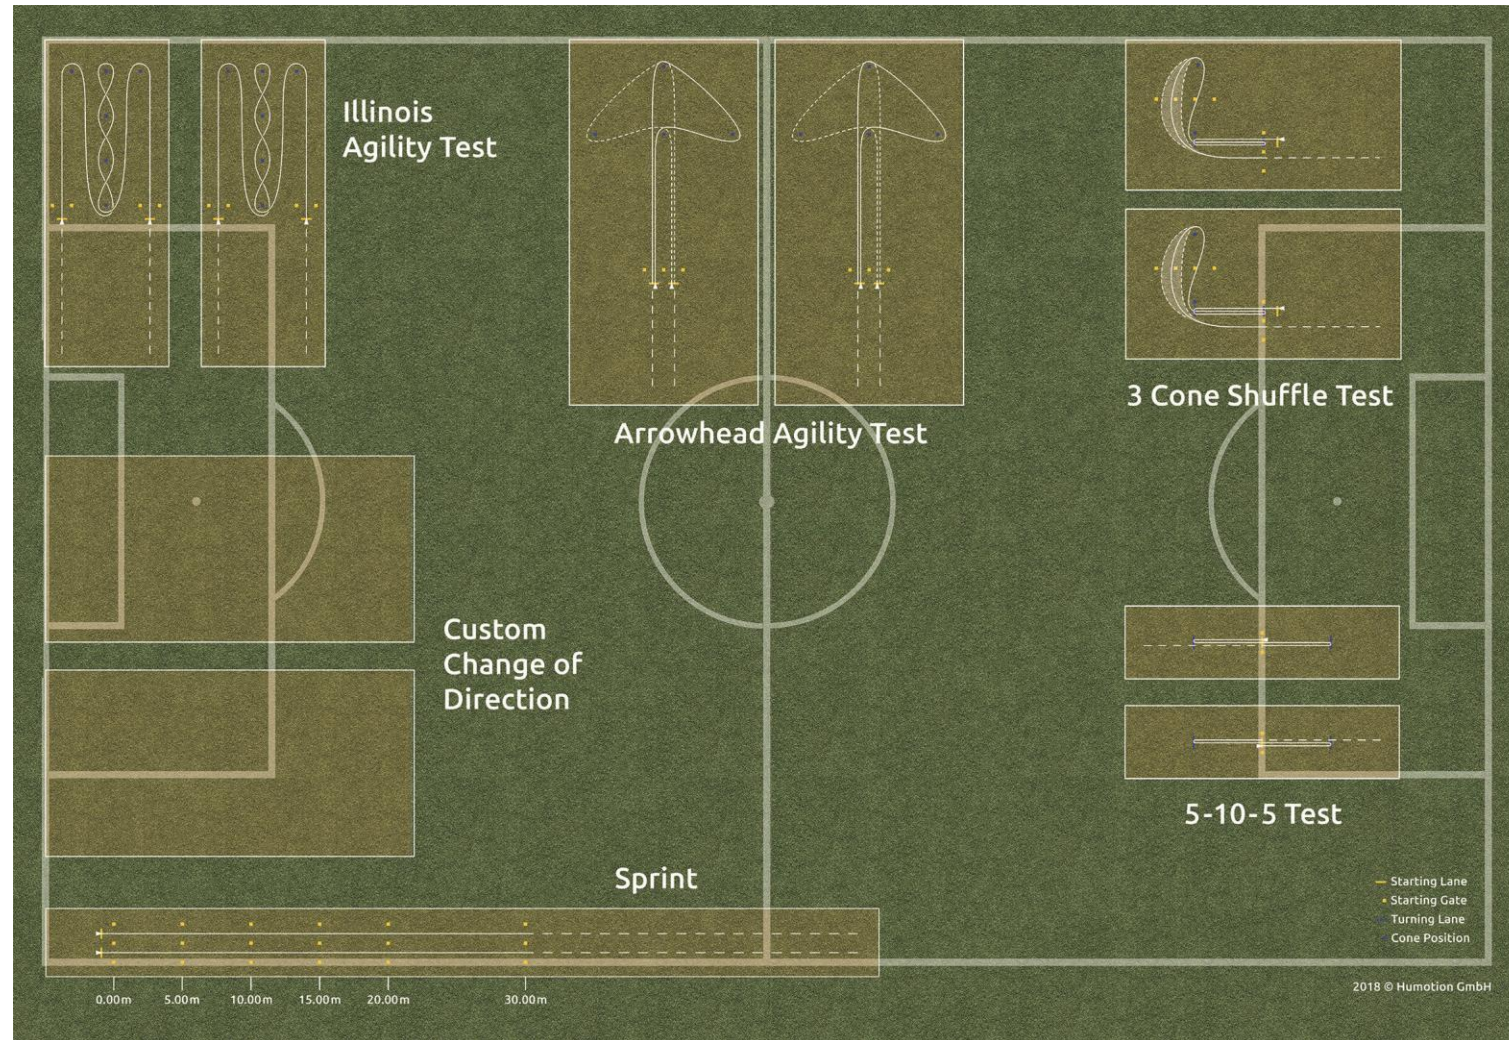 Illinois
Agility Test
3 Cone Shuffle Test
Arrowhead Agility Test
Custom
Change of
Direction
5-10-5 Test
Sprint
Starting Lane
Starting Gate
Turning Lane
Cone Position
0.00m 5.00m 10.00m 15.00m 20.00m 30.00m
2018 © Humotion GmbH